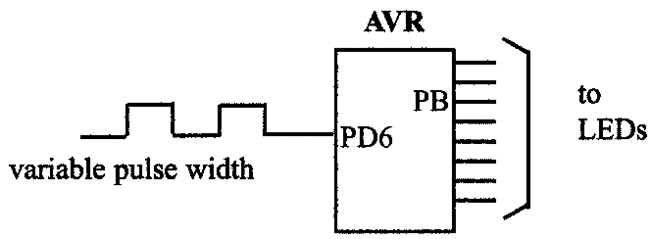 AVR
PB
to
LEDs
PD6
variable pulse width